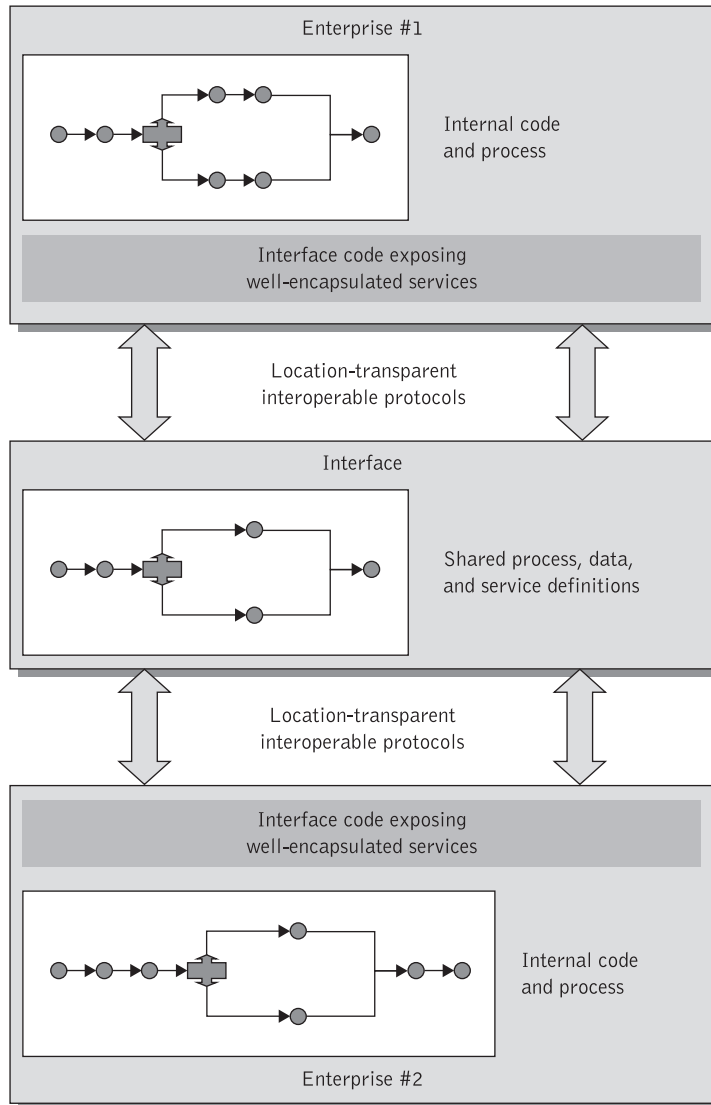 Enterprise #1
Internal code
and process
Interface code exposing
well-encapsulated services
Location-transparent
interoperable protocols
Interface
Shared process, data,
and service definitions
Location-transparent
interoperable protocols
Interface code exposing
well-encapsulated services
Internal code
and process
Enterprise #2